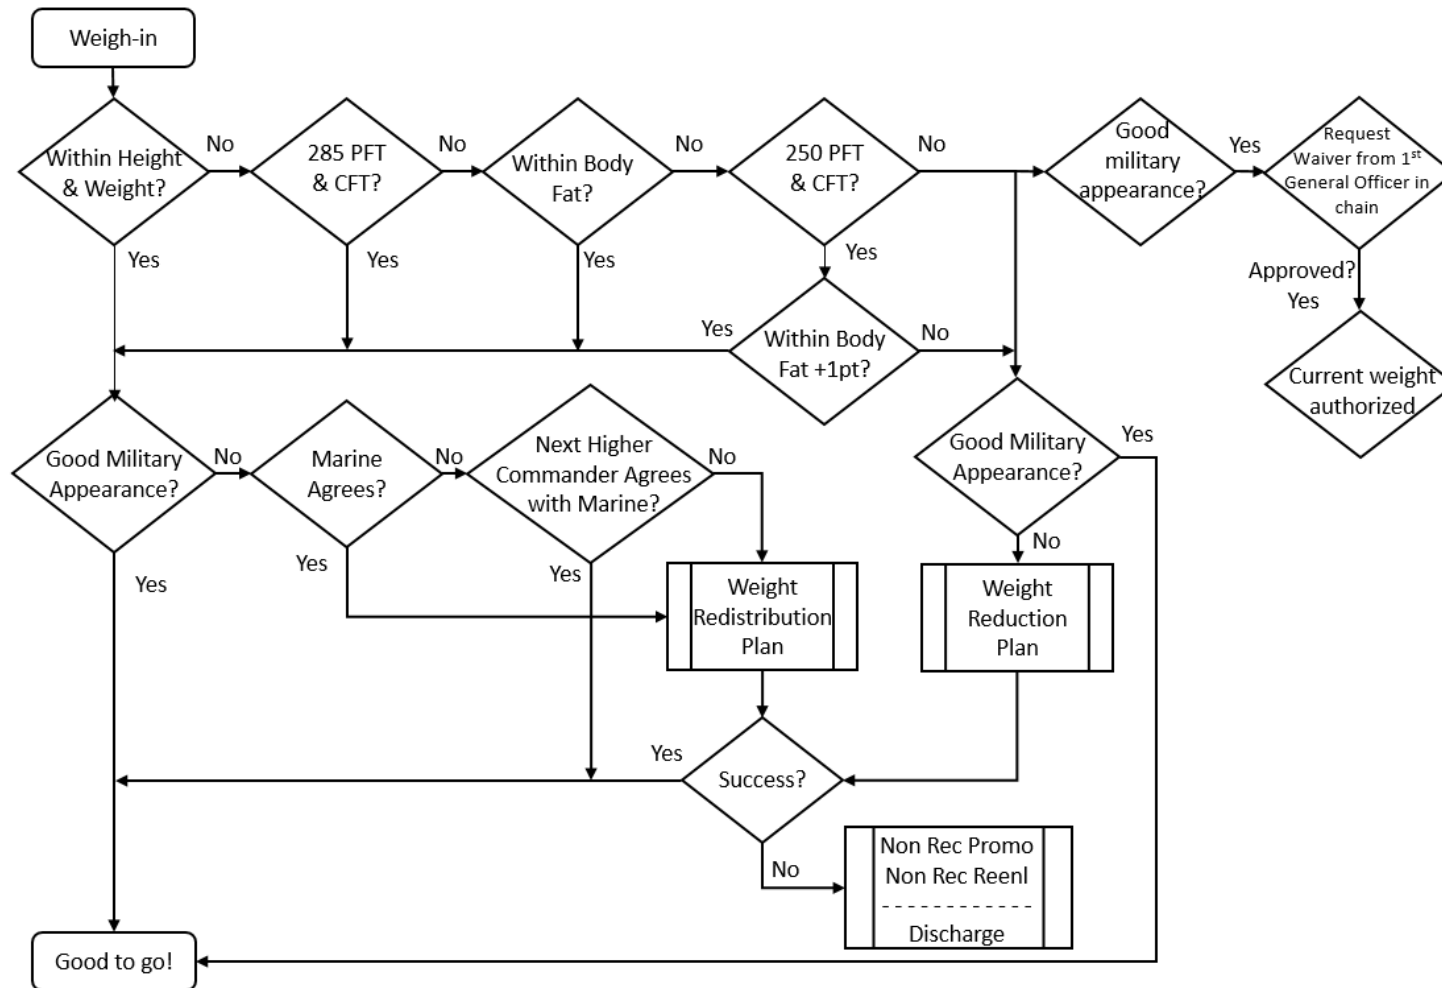 Weigh-in
Within Height
& Weight?
No
285 PFT
& CFT?
No
Within Body
Fat?
No
250 PFT
& CFT?
No
Good
military
appearance?
Yes
Request
Waiver from 1st
General Officer in
chain
Yes
Yes
Yes
Yes
Approved?
Yes
Yes
Within Body
Fat +1pt?
No
Current weight
authorized
Good Military
Appearance?
No
Marine
Agrees?
No
Next Higher
Commander Agrees
with Marine?
No
Good Military
Appearance?
Yes
Yes
Yes
Yes
No
Weight
Redistribution
Plan
Weight
Reduction
Plan
Yes
Success?
No
Non Rec Promo
Non Rec Reenl
- - - - - - - - - - - - -
Discharge
Good to go!